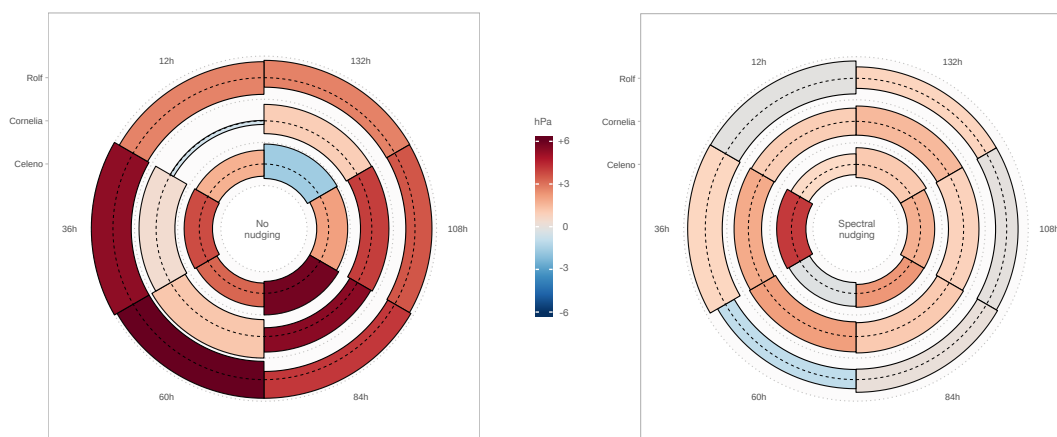 12h
132h
Rolf
Cornelia
Celeno
36h
No
nudging
108h
60h
84h
hPa
+6
+3
0
-3
-6
12h
132h
Rolf
Cornelia
Celeno
36h
Spectral
nudging
108h
60h
84h